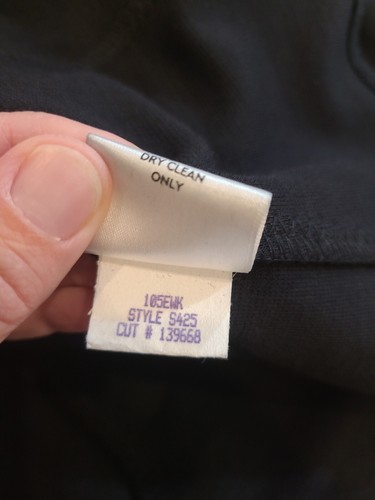 DRY CLEAN
ONLY
105EWK
STYLE S425
CUT # 139668